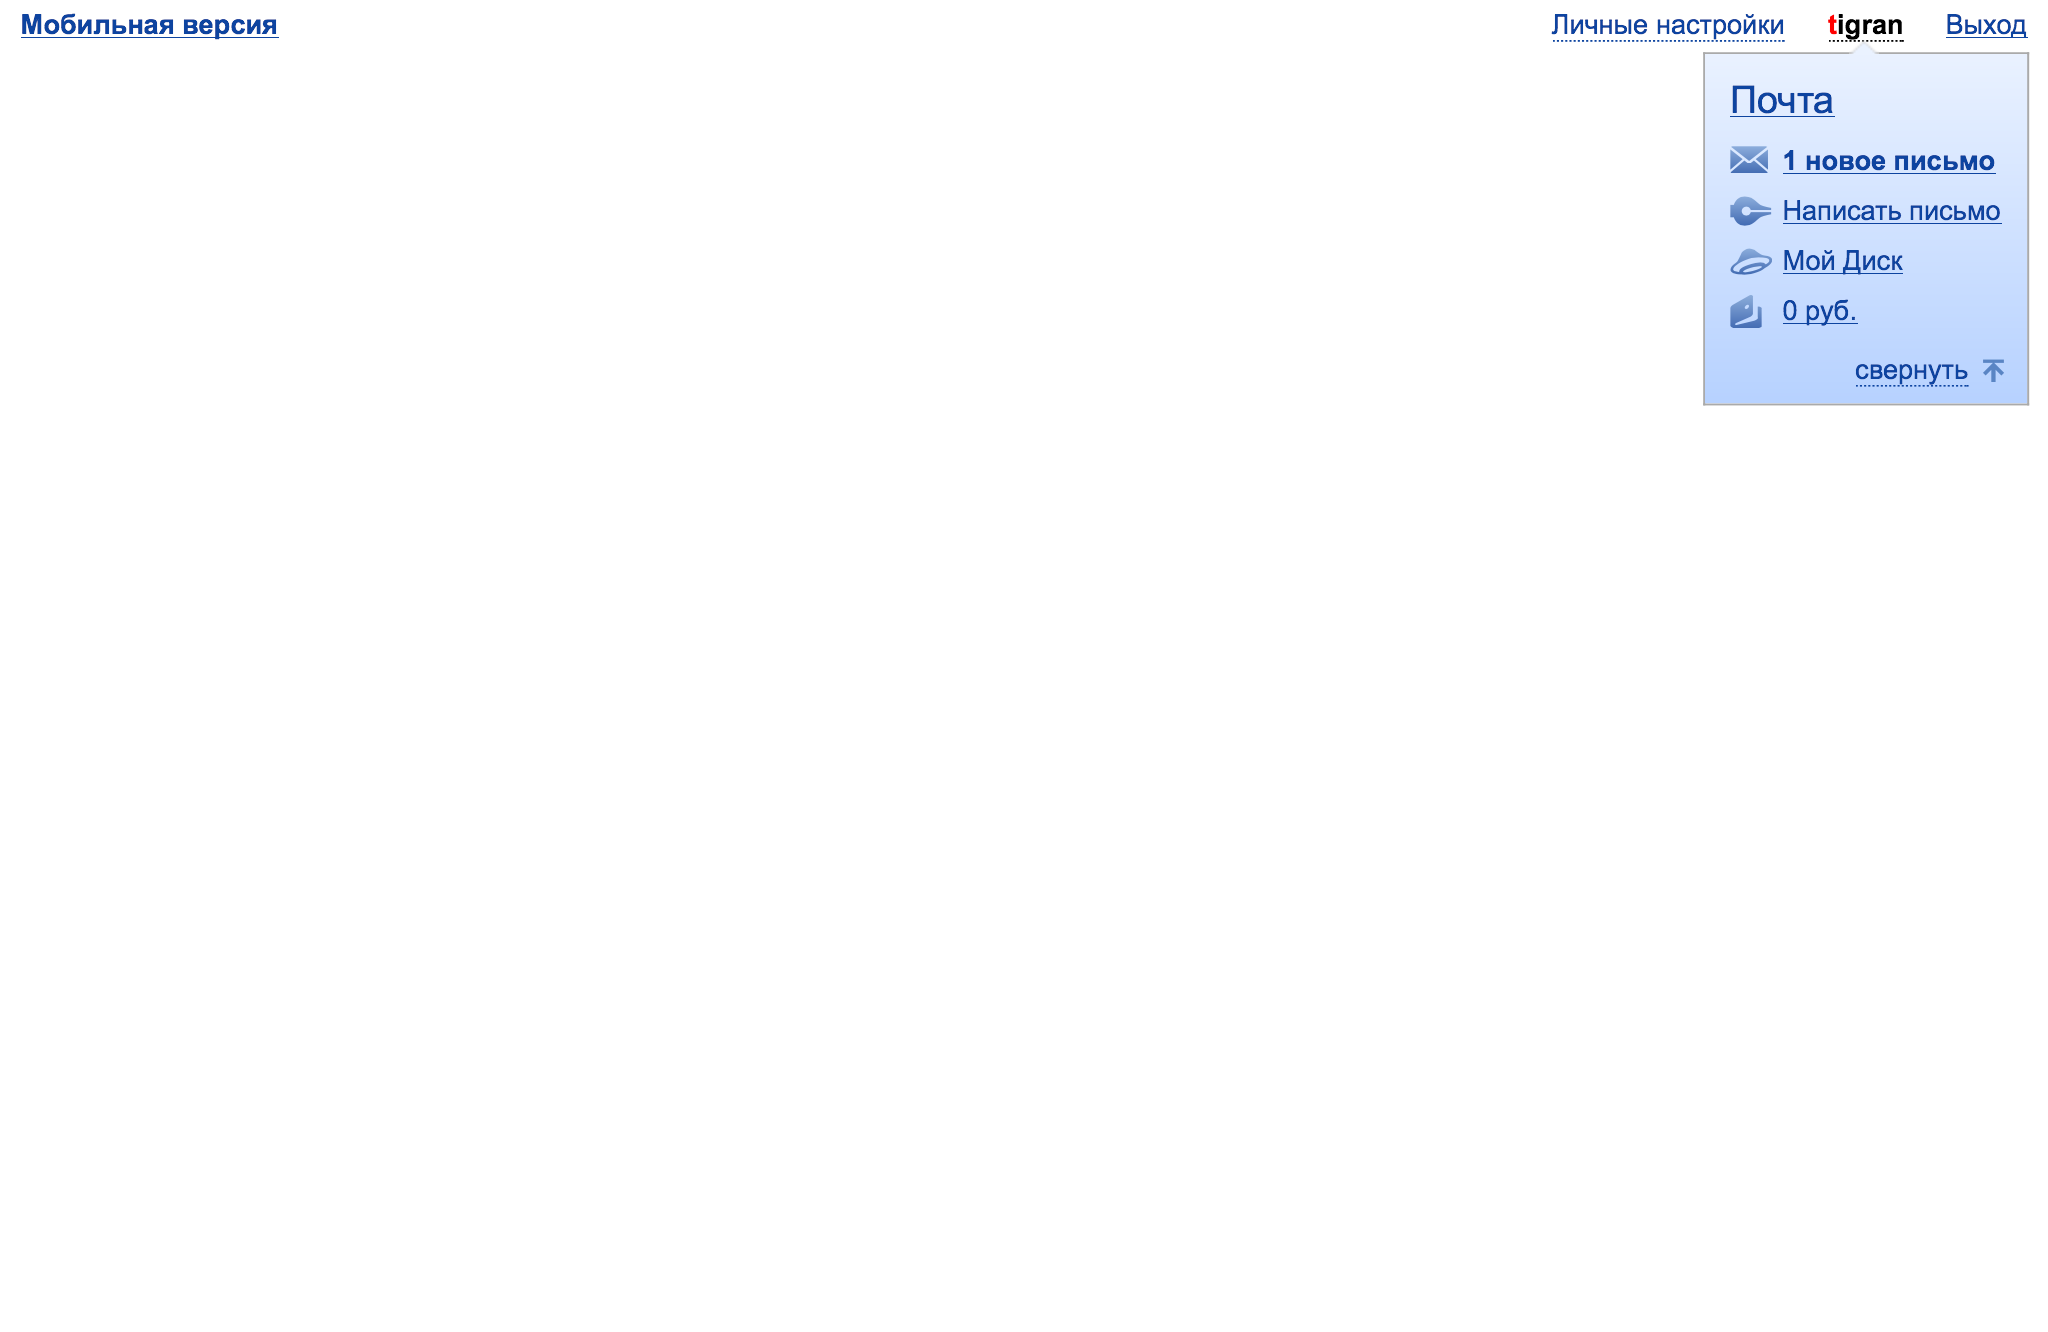 Мобильная версия
Личные настройки tigran Выход
Почта
1 новое письмо
Написать письмо
Мой Диск
0 руб.
свернуть